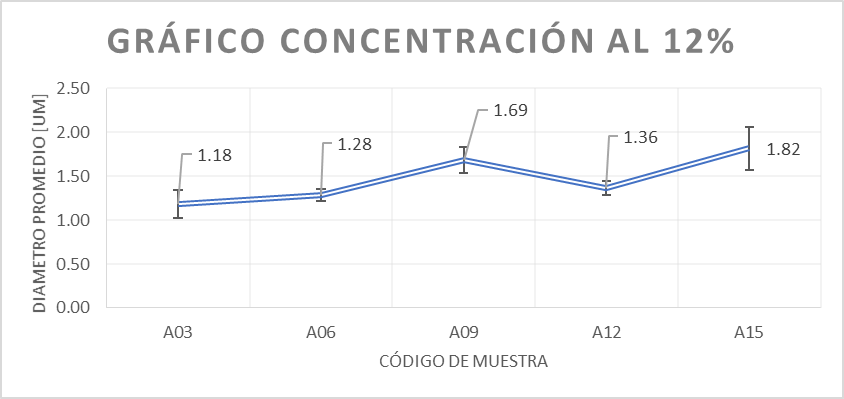 GRÁFICO CONCENTRACIÓN AL 12%
DIAMETRO PROMEDIO [UM]
2.50
2.00
1.50
1.00
0.50
0.00
1.18
1.28
1.69
1.36
1.82
A03
A06
A09
A12
A15
CÓDIGO DE MUESTRA